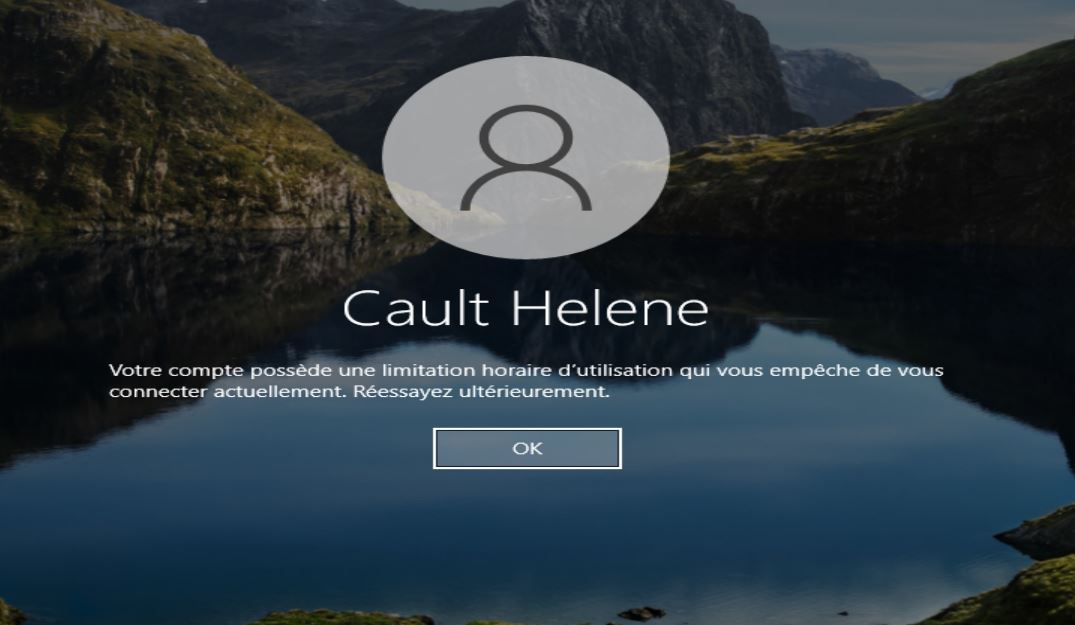 Cault Helene
Votre compte possède une limitation horaire d’utilisation qui vous empêche de vous
connecter actuellement. Réessayez ultérieurement.
OK